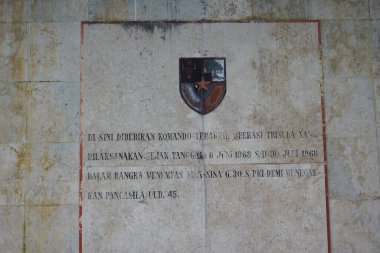 DI SINI DIBERIKAN KOMANDO TERAKHIR OPERASI TRISULA YANG
DILAKSANAKAN SEJAK TANGGAL : 8 JUNI 1968 S/D 30 JULI 1968
DALAM RANGKA MENUMPAS SISA-SISA G.30.S PKI DEMI MENEGAK-
KAN PANCASILA U.U.D. '45.